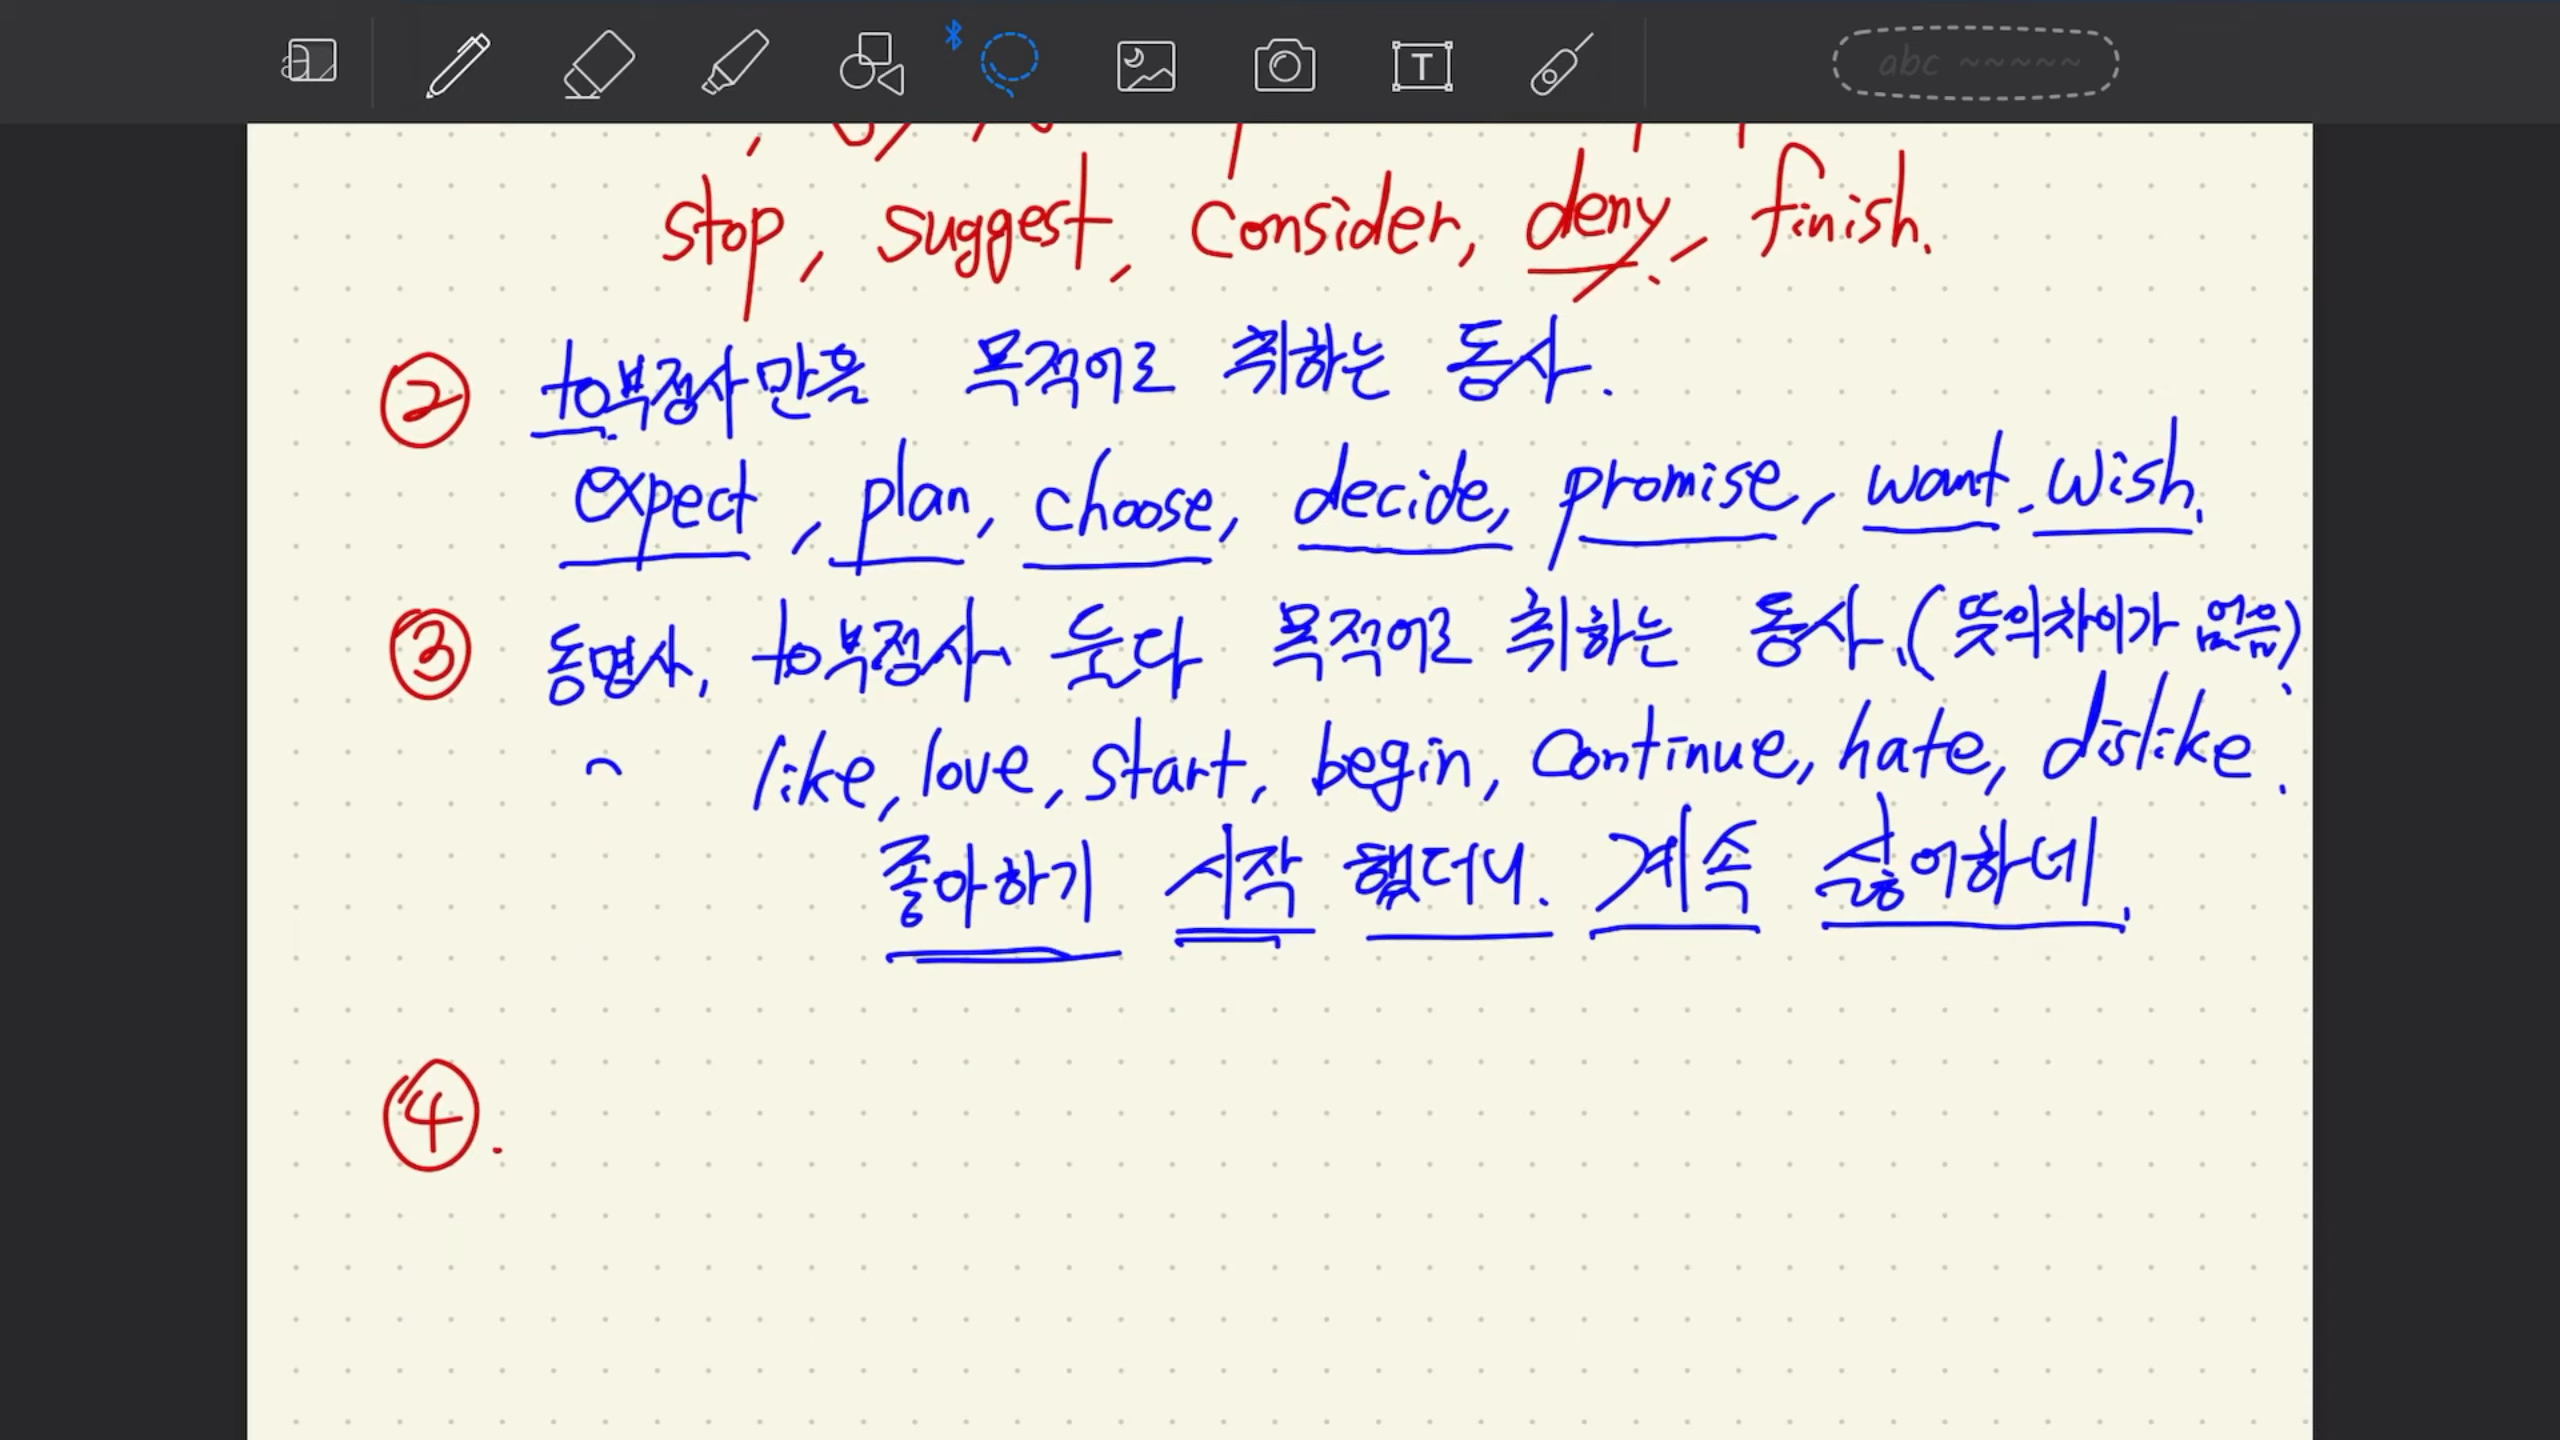 abc ~~~~~
stop, suggest, consider, deny, finish.
② to부정사만을 목적어로 취하는 동사.
expect, plan, choose, decide, promise, want. wish.
③ 동명사, to부정사 둘다 목적어로 취하는 동사. (뜻의차이가 없음).
like, love, start, begin, continue, hate, dislike.
좋아하기 시작 했더니. 계속 싫어하네.
④.